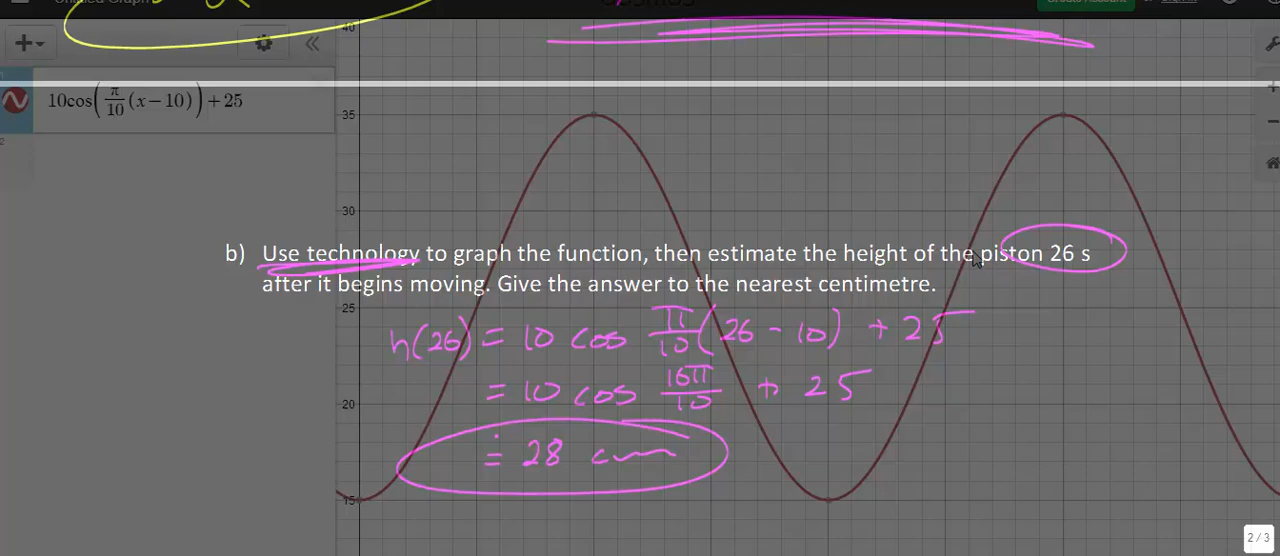 40
10cos(π/10(x−10))+25
35
30
b) Use technology to graph the function, then estimate the height of the piston 26 s
after it begins moving. Give the answer to the nearest centimetre.
25
h(26) = 10 cos π/10 (26 - 10) + 25
= 10 cos 16π/10 + 25
20
≐ 28 cm
15
2 / 3